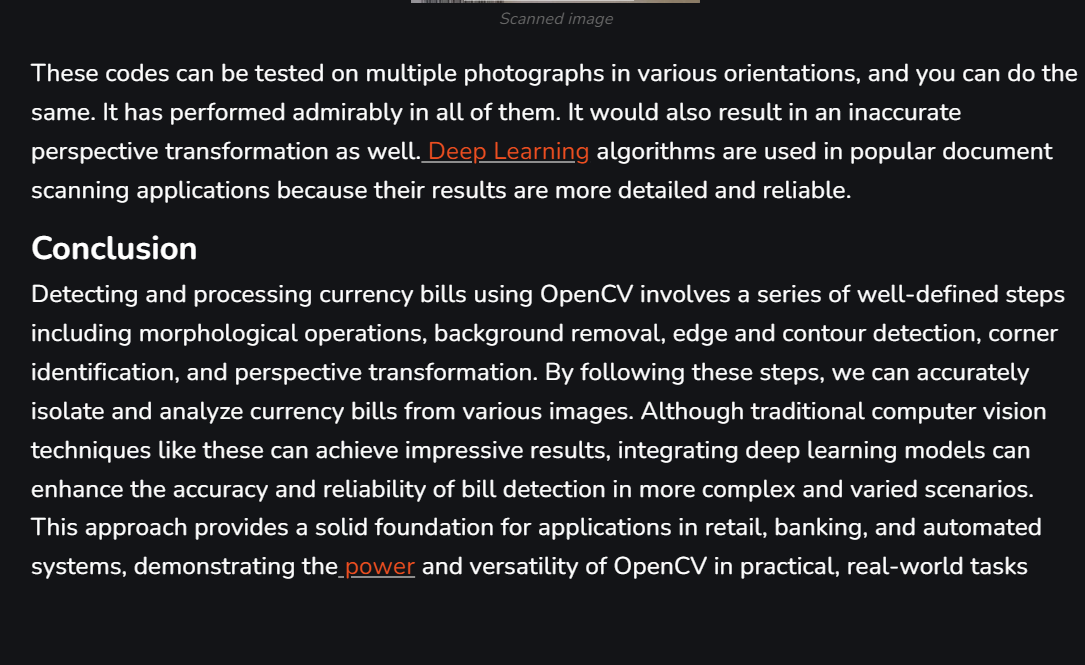 Scanned image
These codes can be tested on multiple photographs in various orientations, and you can do the
same. It has performed admirably in all of them. It would also result in an inaccurate
perspective transformation as well. Deep Learning algorithms are used in popular document
scanning applications because their results are more detailed and reliable.
Conclusion
Detecting and processing currency bills using OpenCV involves a series of well-defined steps
including morphological operations, background removal, edge and contour detection, corner
identification, and perspective transformation. By following these steps, we can accurately
isolate and analyze currency bills from various images. Although traditional computer vision
techniques like these can achieve impressive results, integrating deep learning models can
enhance the accuracy and reliability of bill detection in more complex and varied scenarios.
This approach provides a solid foundation for applications in retail, banking, and automated
systems, demonstrating the power and versatility of OpenCV in practical, real-world tasks